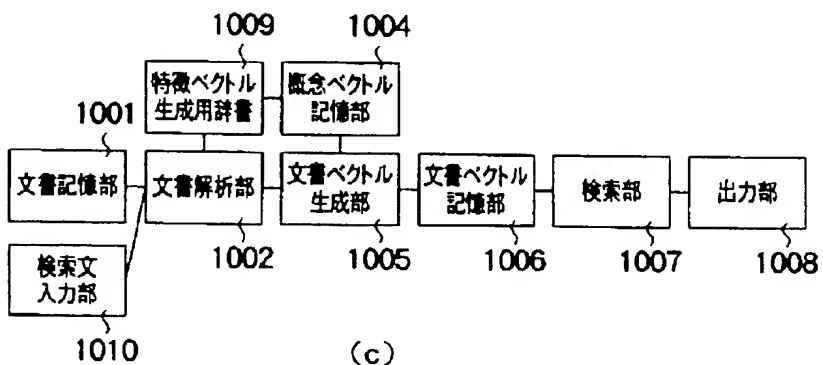 1009
1004
特徴ベクトル
生成用辞書
概念ベクトル
記憶部
1001
文書記憶部
文書解析部
文書ベクトル
生成部
文書ベクトル
記憶部
検索部
出力部
1002
1005
1006
1007
1008
検索文
入力部
1010
(c)